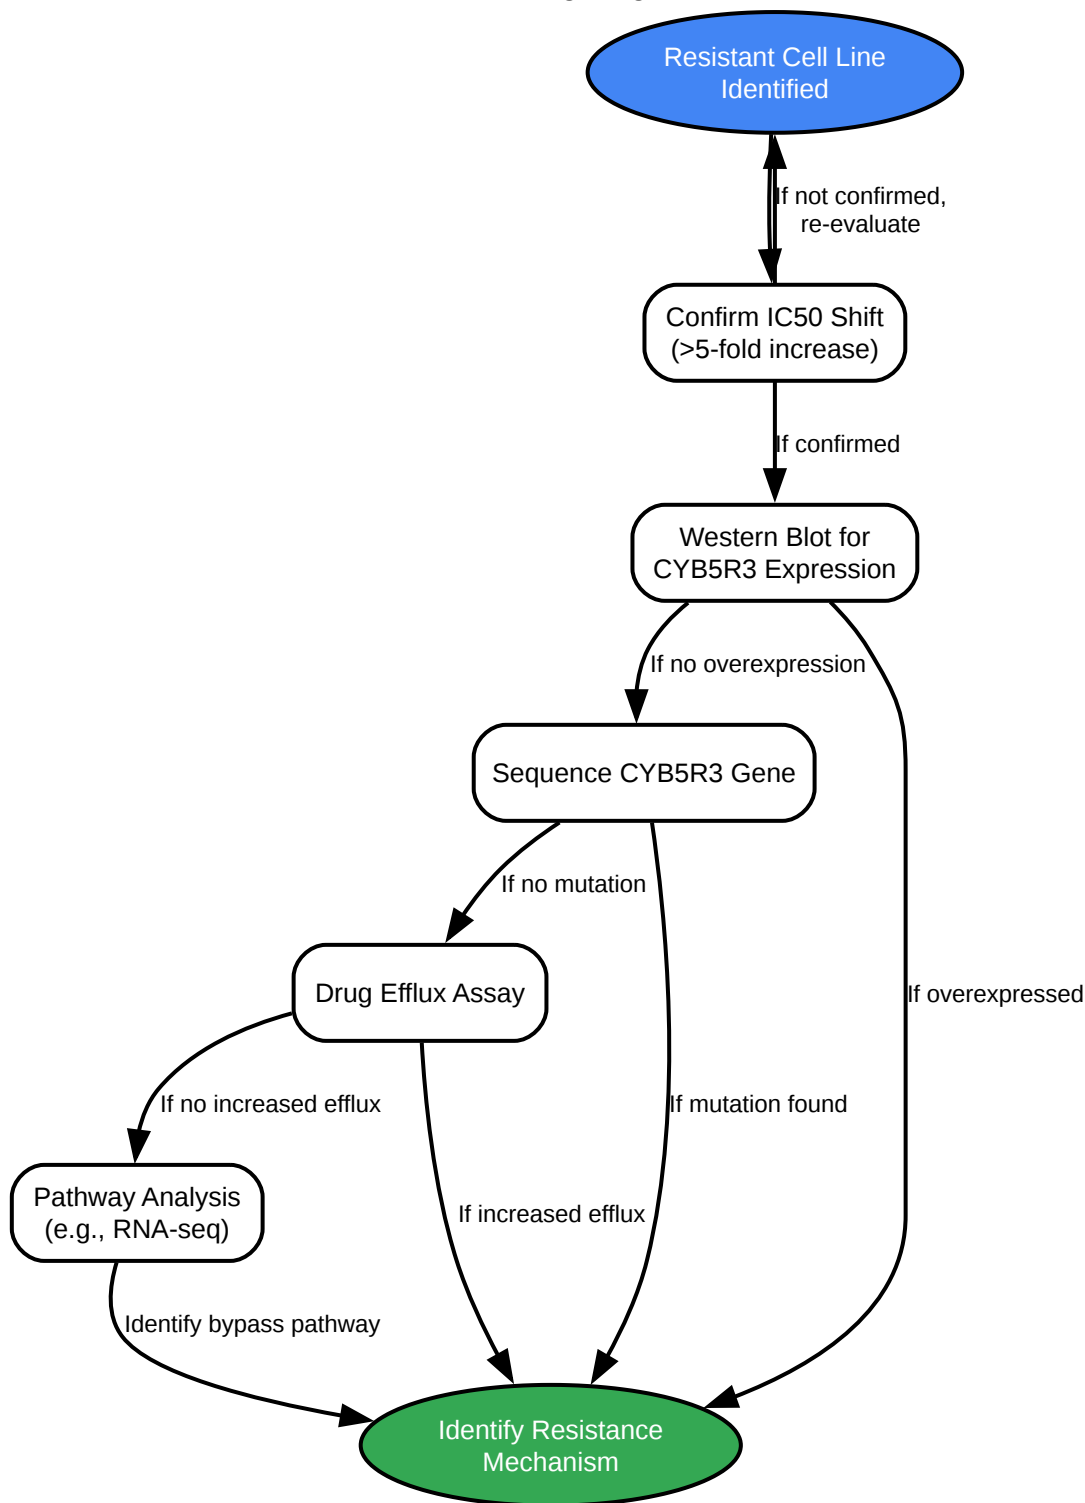 Resistant Cell Line
Identified
If not confirmed,
re-evaluate
Confirm IC50 Shift
(>5-fold increase)
If confirmed
Western Blot for
CYB5R3 Expression
If no overexpression
Sequence CYB5R3 Gene
If no mutation
Drug Efflux Assay
If overexpressed
If no increased efflux
If mutation found
Pathway Analysis
(e.g., RNA-seq)
If increased efflux
Identify bypass pathway
Identify Resistance
Mechanism